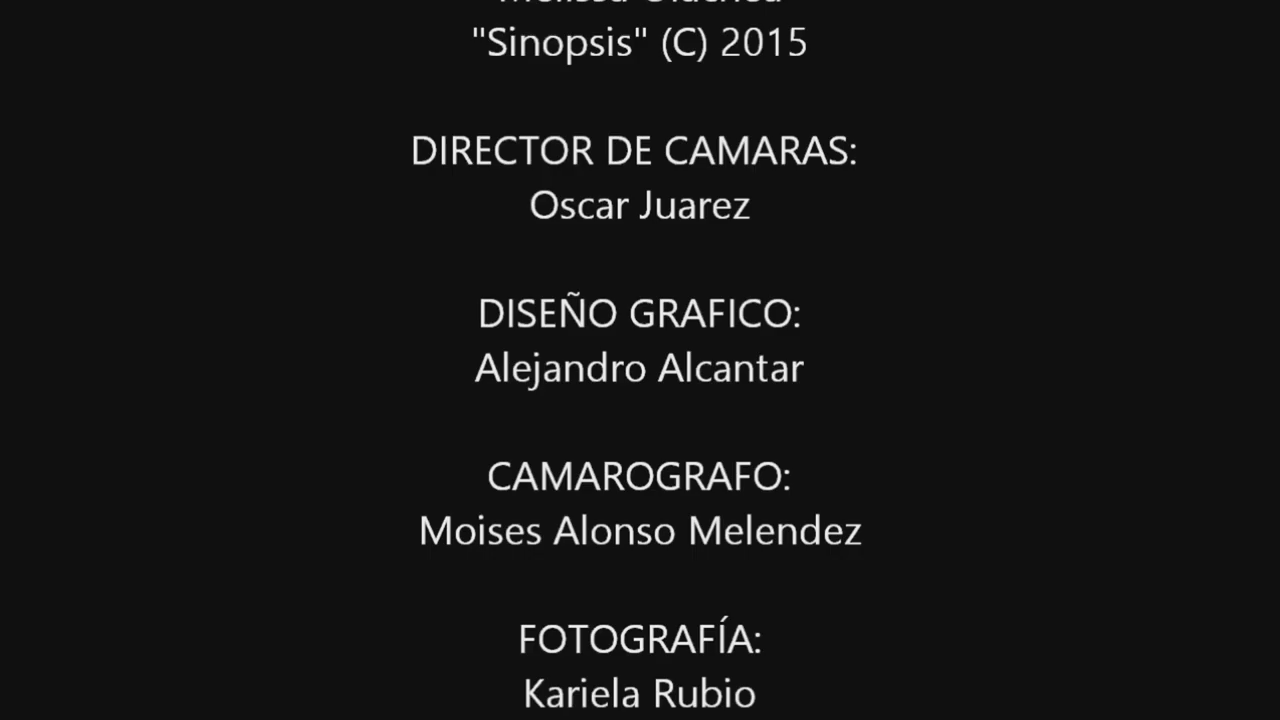 "Sinopsis" (C) 2015
DIRECTOR DE CAMARAS:
Oscar Juarez
DISEÑO GRAFICO:
Alejandro Alcantar
CAMAROGRAFO:
Moises Alonso Melendez
FOTOGRAFÍA:
Kariela Rubio